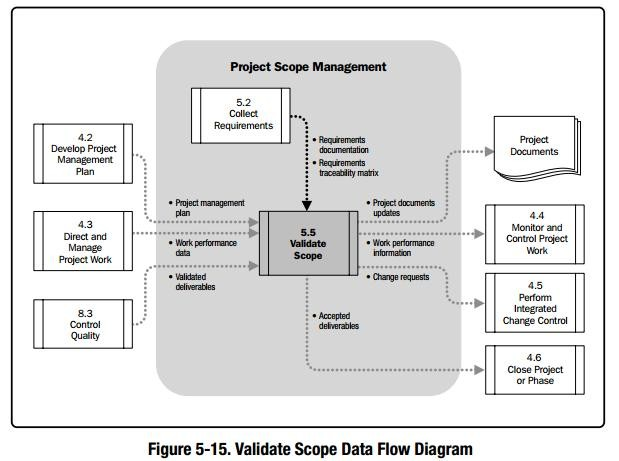 Project Scope Management
5.2
Collect
Requirements
4.2
Develop Project
Management
Plan
• Requirements
documentation
• Requirements
traceability matrix
Project
Documents
• Project management
plan
• Project documents
updates
4.3
Direct and
Manage
Project Work
5.5
Validate
Scope
4.4
Monitor and
Control Project
Work
• Work performance
data
• Work performance
information
• Validated
deliverables
• Change requests
4.5
Perform
Integrated
Change Control
8.3
Control
Quality
• Accepted
deliverables
4.6
Close Project
or Phase
Figure 5-15. Validate Scope Data Flow Diagram